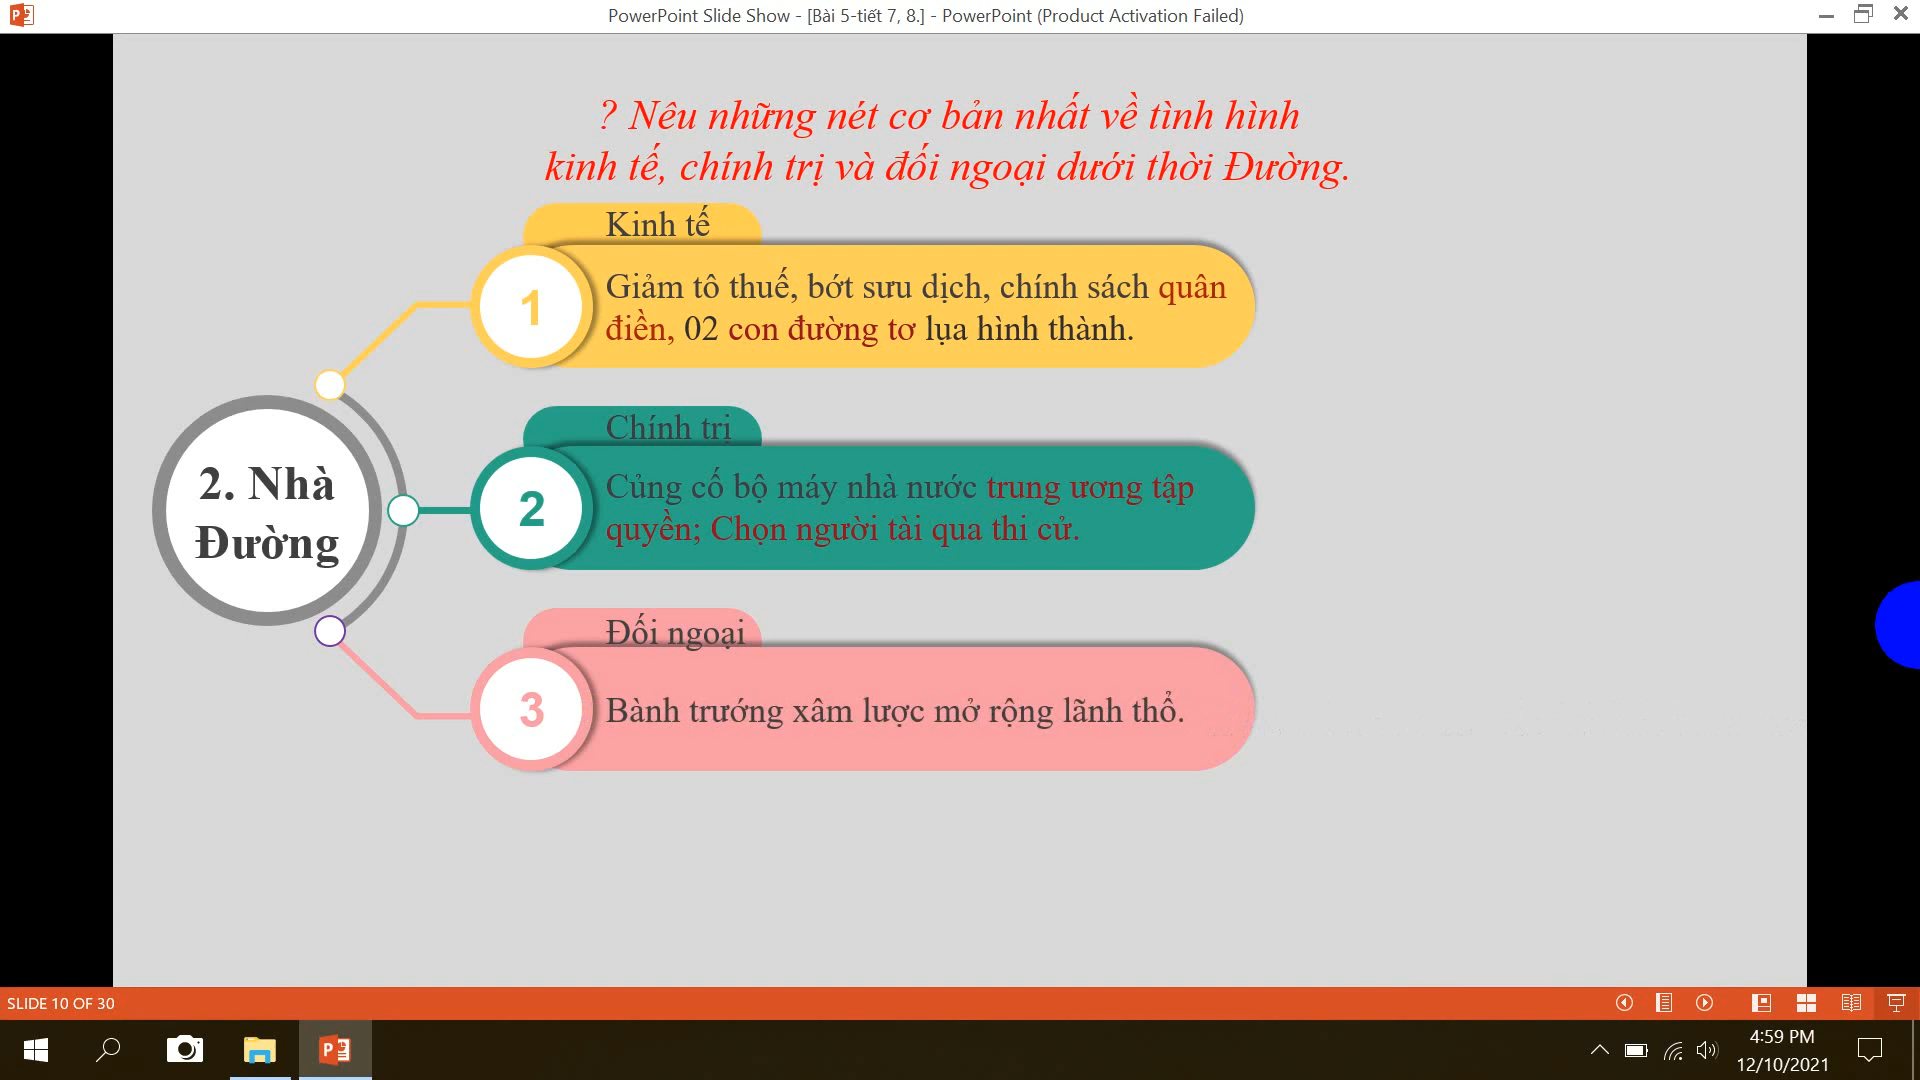 PowerPoint Slide Show - [Bài 5-tiết 7, 8.] - PowerPoint (Product Activation Failed)
? Nêu những nét cơ bản nhất về tình hình
kinh tế, chính trị và đối ngoại dưới thời Đường.
Kinh tế
1
Giảm tô thuế, bớt sưu dịch, chính sách quân
điền, 02 con đường tơ lụa hình thành.
2. Nhà
Đường
Chính trị
2
Củng cố bộ máy nhà nước trung ương tập
quyền; Chọn người tài qua thi cử.
Đối ngoại
3
Bành trướng xâm lược mở rộng lãnh thổ.
SLIDE 10 OF 30
4:59 PM
12/10/2021